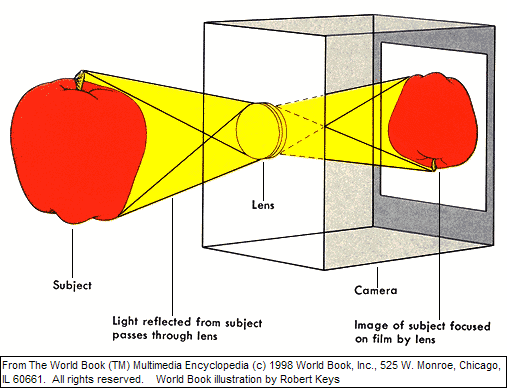 Lens
Subject
Camera
Light reflected from subject
passes through lens
Image of subject focused
on film by lens
From The World Book (TM) Multimedia Encyclopedia (c) 1998 World Book, Inc., 525 W. Monroe, Chicago,
IL 60661.  All rights reserved.    World Book illustration by Robert Keys